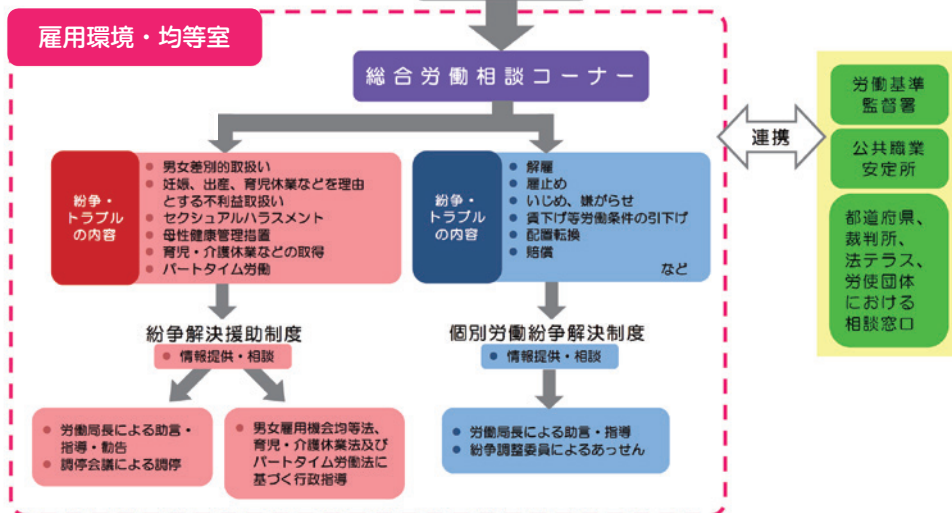 雇用環境・均等室
総合労働相談コーナー
紛争・
トラブル
の内容
● 男女差別的取扱い
● 妊娠、出産、育児休業などを理由
とする不利益取扱い
● セクシュアルハラスメント
● 母性健康管理措置
● 育児・介護休業などの取得
● パートタイム労働
紛争・
トラブル
の内容
● 解雇
● 雇止め
● いじめ、嫌がらせ
● 賃下げ等労働条件の引下げ
● 配置転換
● 賠償
など
紛争解決援助制度
● 情報提供・相談
個別労働紛争解決制度
● 情報提供・相談
● 労働局長による助言・
指導・勧告
● 調停会議による調停
● 男女雇用機会均等法、
育児・介護休業法及び
パートタイム労働法に
基づく行政指導
● 労働局長による助言・指導
● 紛争調整委員によるあっせん
連携
労働基準
監督署
公共職業
安定所
都道府県、
裁判所、
法テラス、
労使団体
における
相談窓口